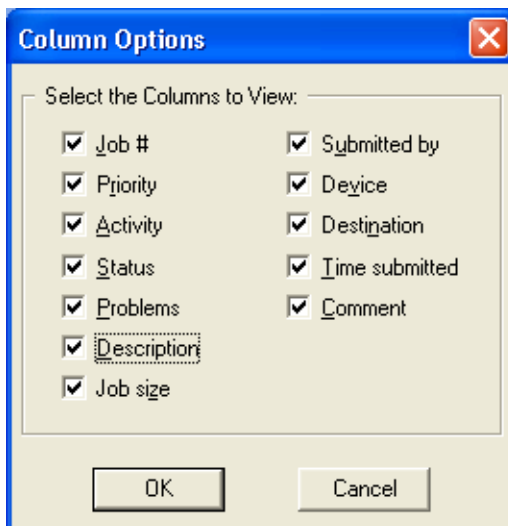 Column Options
Select the Columns to View:
Job #
Priority
Activity
Status
Problems
Description
Job size
Submitted by
Device
Destination
Time submitted
Comment
OK
Cancel